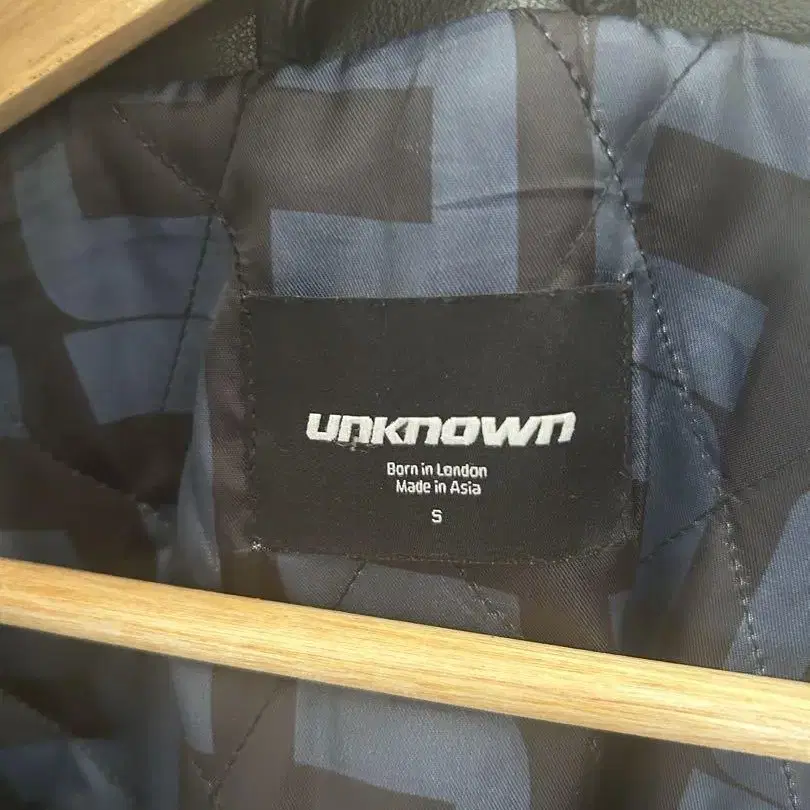 unknown
Born in London
Made in Asia
S